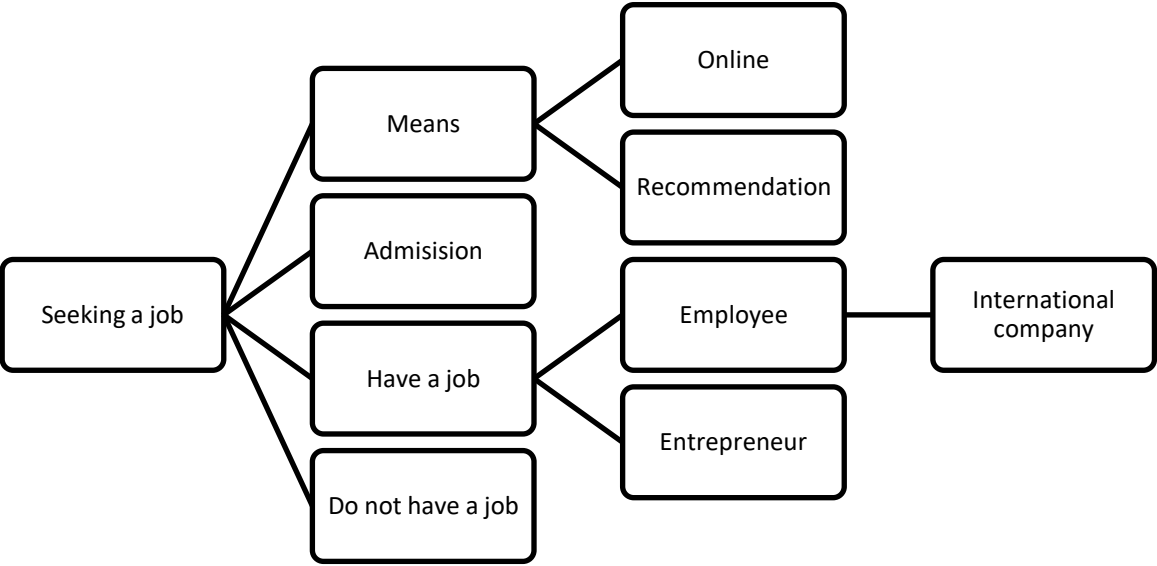 Seeking a job
Means
Online
Recommendation
Admisision
Have a job
Employee
International
company
Entrepreneur
Do not have a job